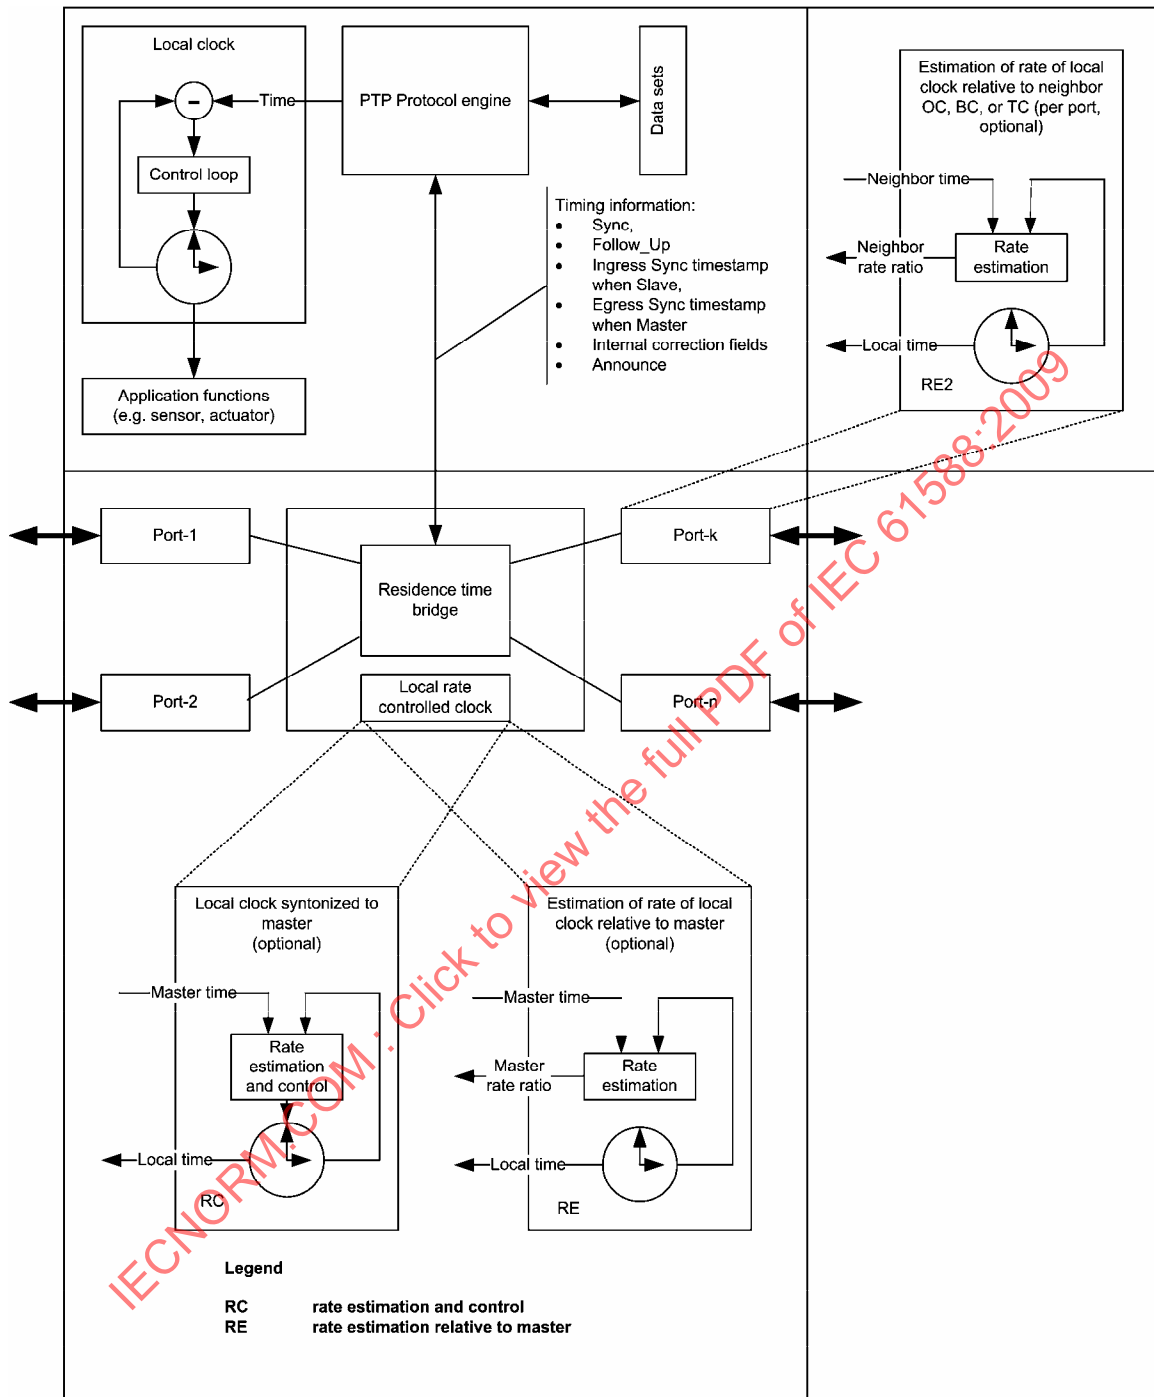 Local clock
-
Time
PTP Protocol engine
Data sets
Control loop
Application functions
(e.g. sensor, actuator)
Timing information:
• Sync,
• Follow_Up
• Ingress Sync timestamp
when Slave,
• Egress Sync timestamp
when Master
• Internal correction fields
• Announce
Estimation of rate of local
clock relative to neighbor
OC, BC, or TC (per port,
optional)
Neighbor time
Neighbor
rate ratio
Rate
estimation
Local time
RE2
Port-1
Port-k
Residence time
bridge
Port-2
Local rate
controlled clock
Port-n
Local clock syntonized to
master
(optional)
Master time
Rate
estimation
and control
Local time
RC
Estimation of rate of local
clock relative to master
(optional)
Master time
Master
rate ratio
Rate
estimation
Local time
RE
Legend
RC rate estimation and control
RE rate estimation relative to master
IECNORM.COM : Click to view the full PDF of IEC 61588:2009